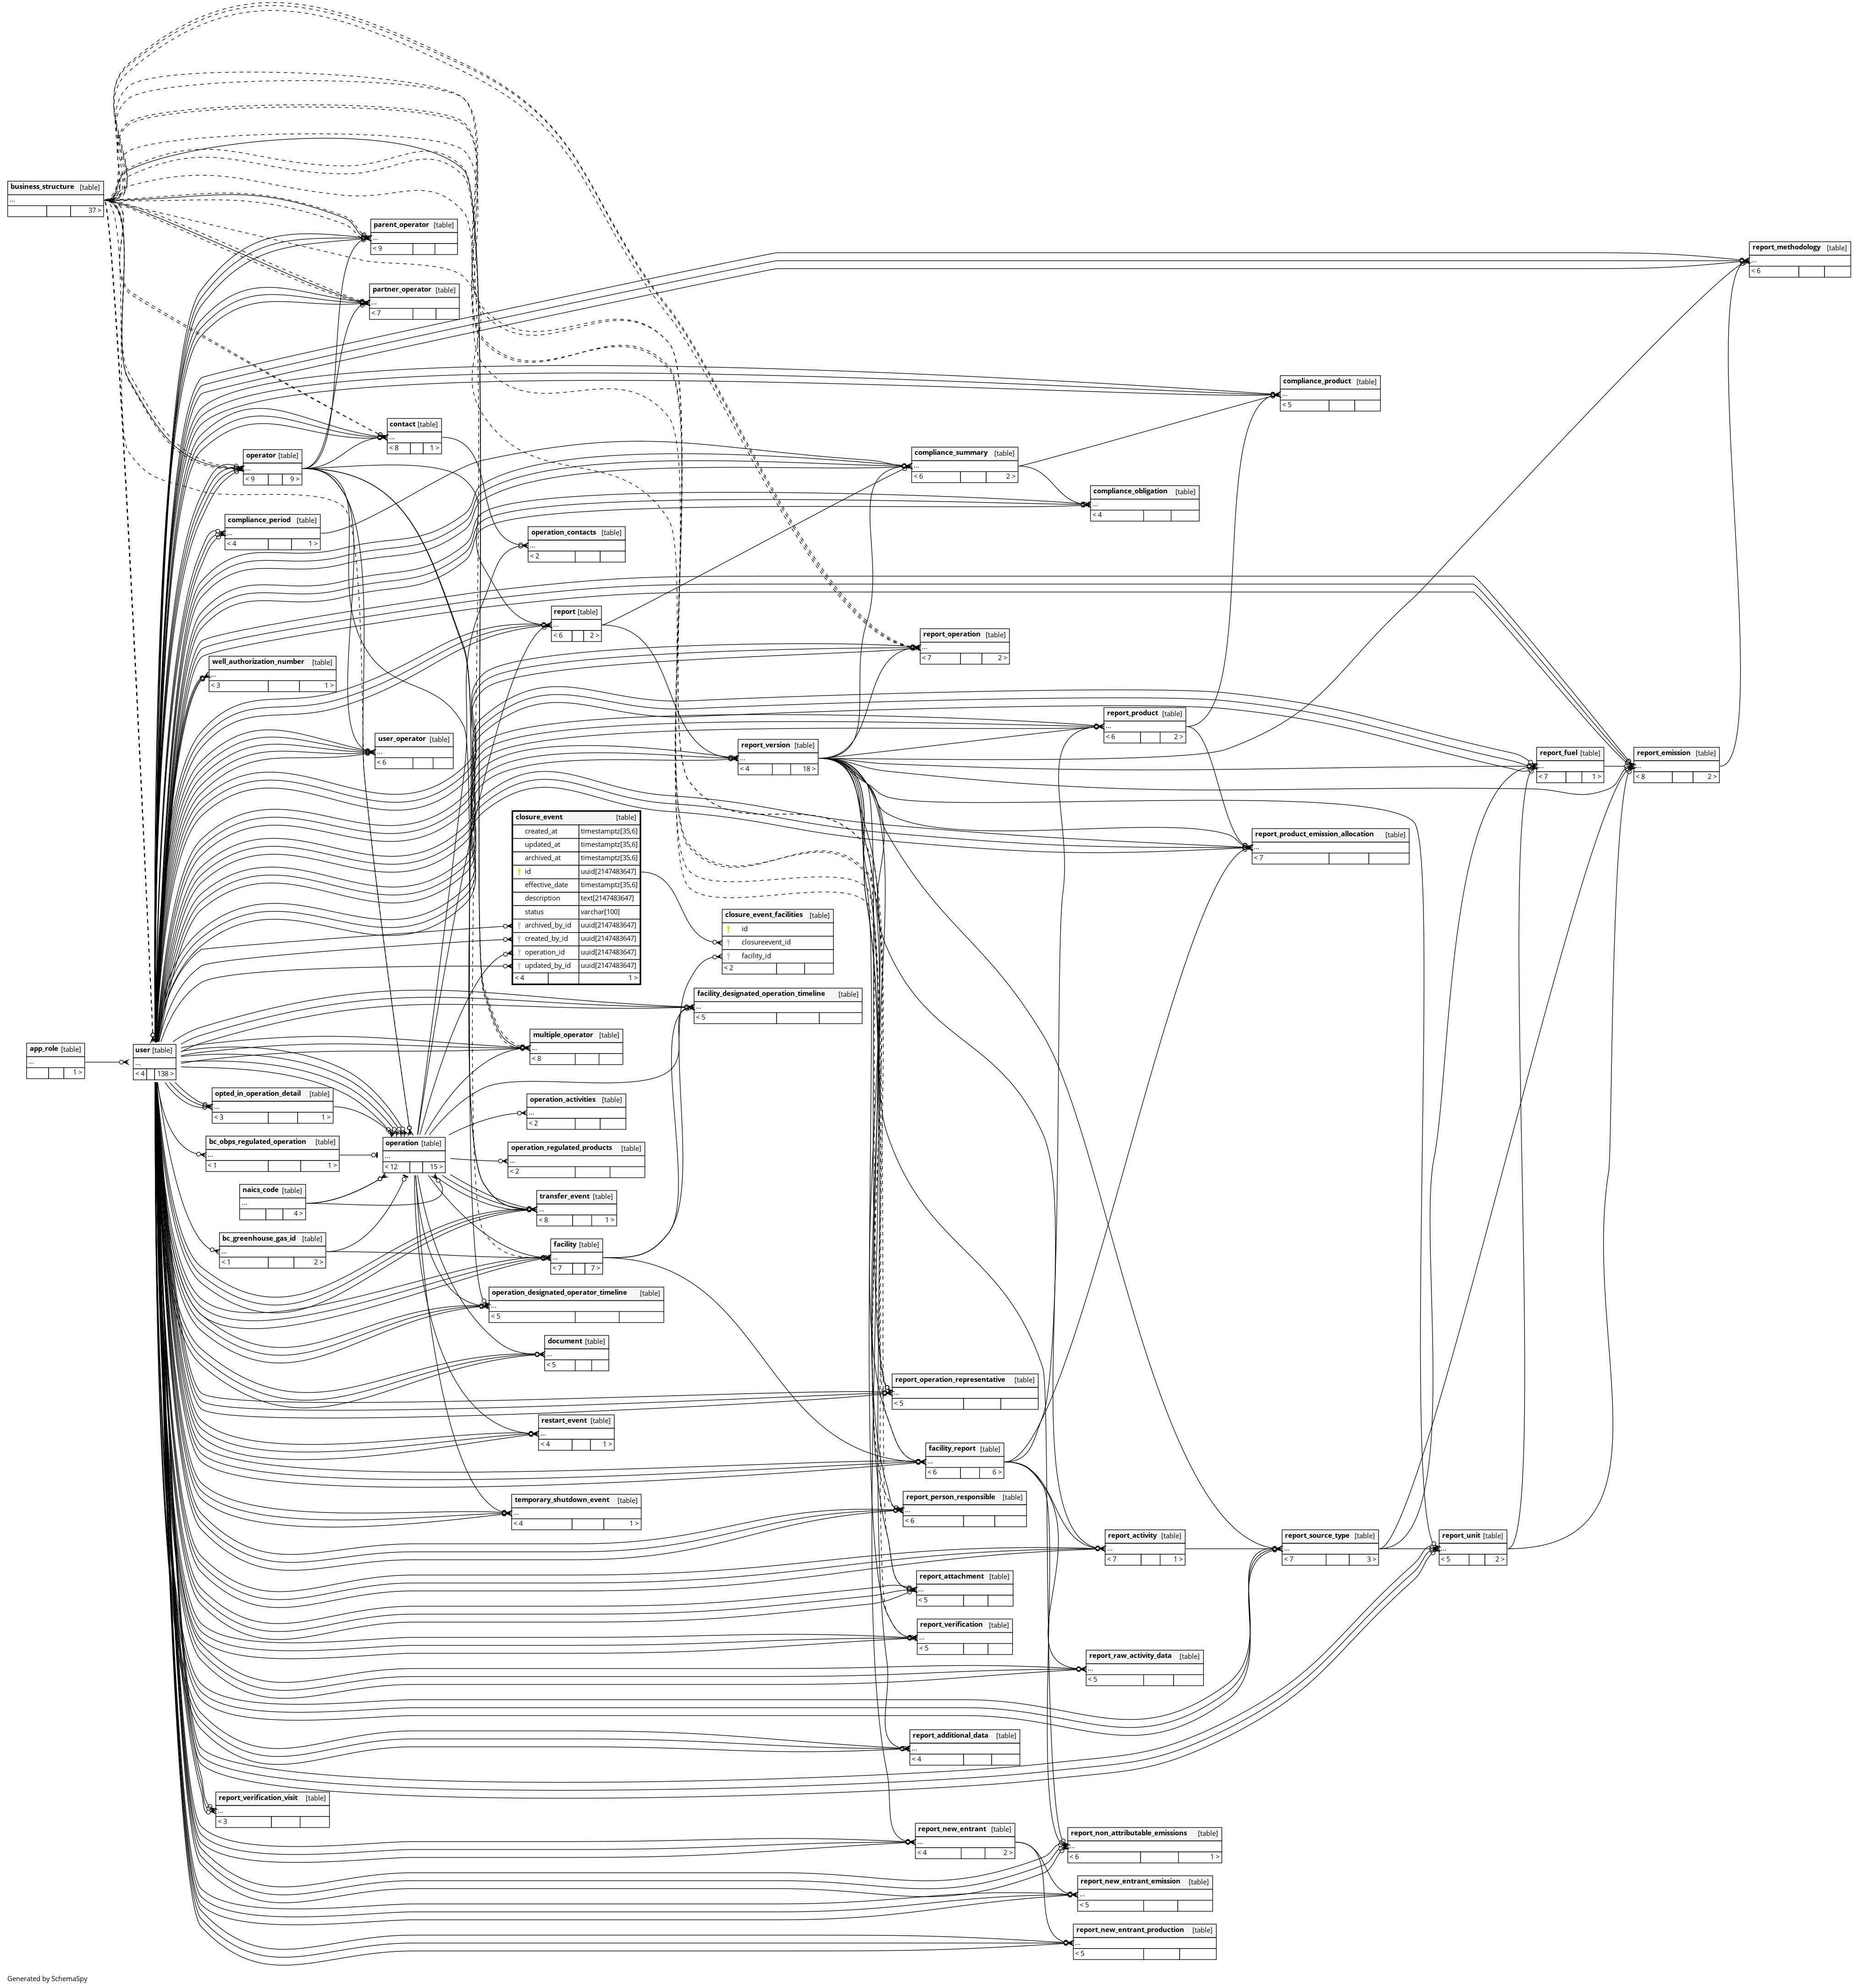 business_structure [table]
...
37 >
parent_operator [table]
...
< 9
partner_operator [table]
...
< 7
report_methodology [table]
...
< 6
compliance_product [table]
...
< 5
contact [table]
...
< 8 1 >
operator [table]
...
< 9 9 >
compliance_summary [table]
...
< 6 2 >
compliance_obligation [table]
...
< 4
compliance_period [table]
...
< 4 1 >
operation_contacts [table]
...
< 2
report [table]
...
< 6 2 >
report_operation [table]
...
< 7 2 >
well_authorization_number [table]
...
< 3 1 >
report_product [table]
...
< 6 2 >
user_operator [table]
...
< 6
report_version [table]
...
< 4 18 >
report_fuel [table]
...
< 7 1 >
report_emission [table]
...
< 8 2 >
closure_event [table]
created_at timestamptz[35,6]
updated_at timestamptz[35,6]
archived_at timestamptz[35,6]
id uuid[2147483647]
effective_date timestamptz[35,6]
description text[2147483647]
status varchar[100]
archived_by_id uuid[2147483647]
created_by_id uuid[2147483647]
operation_id uuid[2147483647]
updated_by_id uuid[2147483647]
< 4 1 >
report_product_emission_allocation [table]
...
< 7
closure_event_facilities [table]
id
closureevent_id
facility_id
< 2
facility_designated_operation_timeline [table]
...
< 5
multiple_operator [table]
...
< 8
app_role [table]
...
1 >
user [table]
...
< 4 138 >
opted_in_operation_detail [table]
...
< 3 1 >
operation_activities [table]
...
< 2
bc_obps_regulated_operation [table]
...
< 1 1 >
operation [table]
...
< 12 15 >
operation_regulated_products [table]
...
< 2
naics_code [table]
...
4 >
transfer_event [table]
...
< 8 1 >
bc_greenhouse_gas_id [table]
...
< 1 2 >
facility [table]
...
< 7 7 >
operation_designated_operator_timeline [table]
...
< 5
document [table]
...
< 5
report_operation_representative [table]
...
< 5
restart_event [table]
...
< 4 1 >
facility_report [table]
...
< 6 6 >
temporary_shutdown_event [table]
...
< 4 1 >
report_person_responsible [table]
...
< 6
report_activity [table]
...
< 7 1 >
report_source_type [table]
...
< 7 3 >
report_unit [table]
...
< 5 2 >
report_attachment [table]
...
< 5
report_verification [table]
...
< 5
report_raw_activity_data [table]
...
< 5
report_additional_data [table]
...
< 4
report_verification_visit [table]
...
< 3
report_new_entrant [table]
...
< 4 2 >
report_non_attributable_emissions [table]
...
< 6 1 >
report_new_entrant_emission [table]
...
< 5
report_new_entrant_production [table]
...
< 5
Generated by SchemaSpy